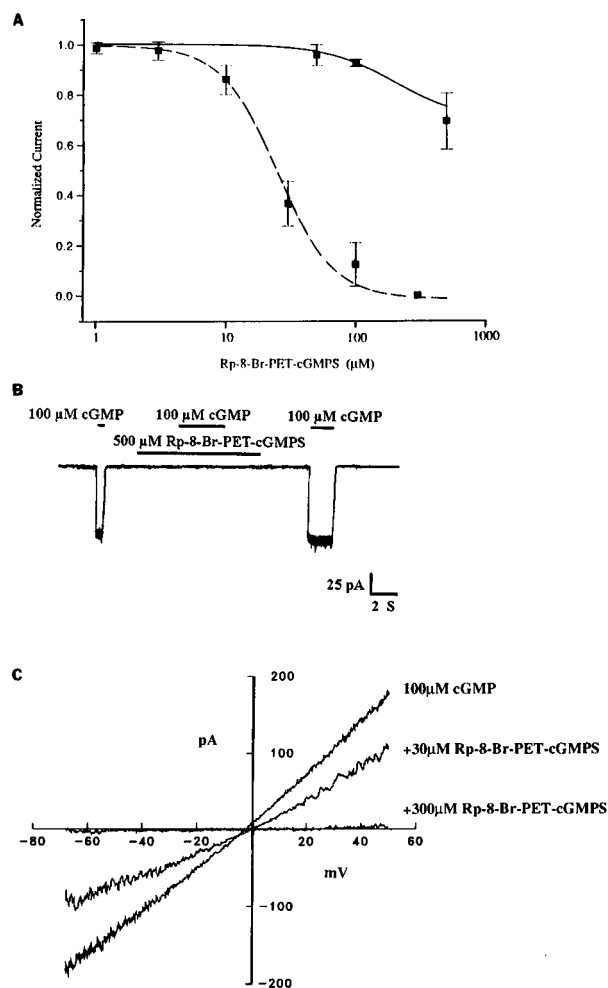 A
1.0
0.8
0.6
0.4
0.2
0.0
Normalized Current
1 10 100 1000
Rp-8-Br-PET-cGMPS (µM)
B
100 µM cGMP 100 µM cGMP 100 µM cGMP
500 µM Rp-8-Br-PET-cGMPS
25 pA
2 S
C
200
100µM cGMP
pA
100
+30µM Rp-8-Br-PET-cGMPS
+300µM Rp-8-Br-PET-cGMPS
-80 -60 -40 -20 0 20 40 60
mV
-100
-200